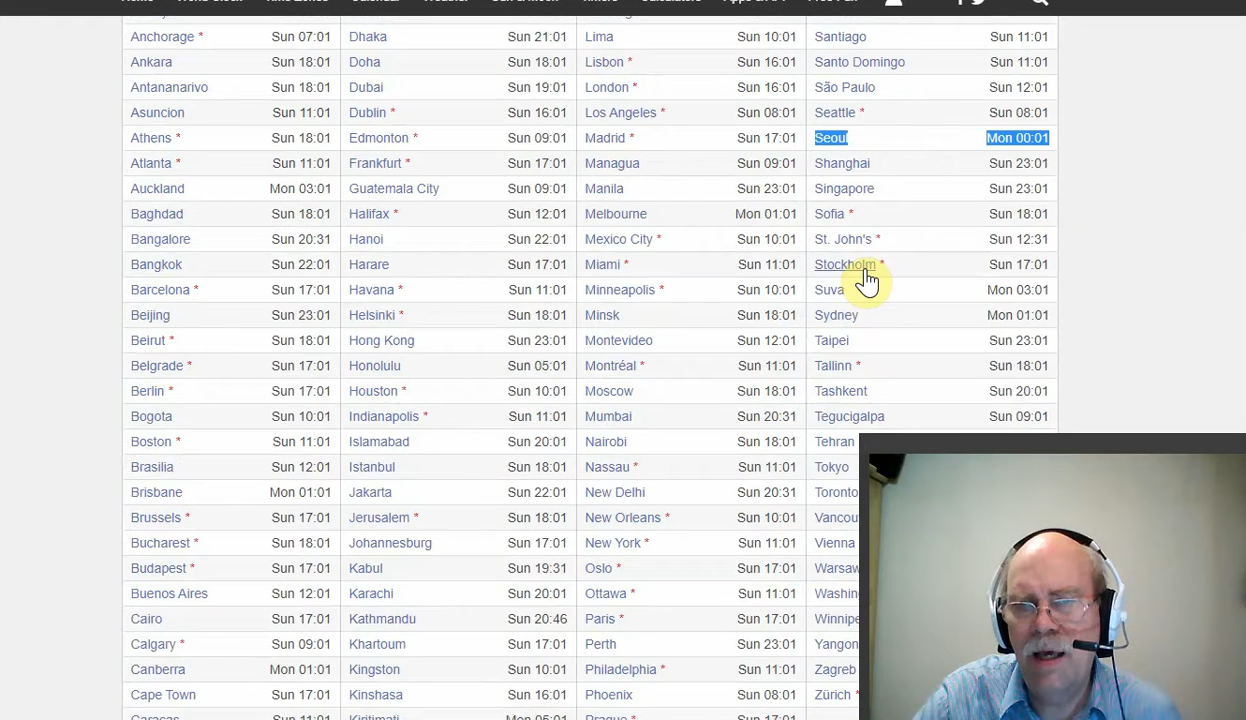 Anchorage * Sun 07:01 Dhaka Sun 21:01 Lima Sun 10:01 Santiago Sun 11:01
Ankara Sun 18:01 Doha Sun 18:01 Lisbon * Sun 16:01 Santo Domingo Sun 11:01
Antananarivo Sun 18:01 Dubai Sun 19:01 London * Sun 16:01 São Paulo Sun 12:01
Asuncion Sun 11:01 Dublin * Sun 16:01 Los Angeles * Sun 08:01 Seattle * Sun 08:01
Athens * Sun 18:01 Edmonton * Sun 09:01 Madrid * Sun 17:01 Seoul Mon 00:01
Atlanta * Sun 11:01 Frankfurt * Sun 17:01 Managua Sun 09:01 Shanghai Sun 23:01
Auckland Mon 03:01 Guatemala City Sun 09:01 Manila Sun 23:01 Singapore Sun 23:01
Baghdad Sun 18:01 Halifax * Sun 12:01 Melbourne Mon 01:01 Sofia * Sun 18:01
Bangalore Sun 20:31 Hanoi Sun 22:01 Mexico City * Sun 10:01 St. John's * Sun 12:31
Bangkok Sun 22:01 Harare Sun 17:01 Miami * Sun 11:01 Stockholm * Sun 17:01
Barcelona * Sun 17:01 Havana * Sun 11:01 Minneapolis * Sun 10:01 Suva Mon 03:01
Beijing Sun 23:01 Helsinki * Sun 18:01 Minsk Sun 18:01 Sydney Mon 01:01
Beirut * Sun 18:01 Hong Kong Sun 23:01 Montevideo Sun 12:01 Taipei Sun 23:01
Belgrade * Sun 17:01 Honolulu Sun 05:01 Montréal * Sun 11:01 Tallinn * Sun 18:01
Berlin * Sun 17:01 Houston * Sun 10:01 Moscow Sun 18:01 Tashkent Sun 20:01
Bogota Sun 10:01 Indianapolis * Sun 11:01 Mumbai Sun 20:31 Tegucigalpa Sun 09:01
Boston * Sun 11:01 Islamabad Sun 20:01 Nairobi Sun 18:01 Tehran
Brasilia Sun 12:01 Istanbul Sun 18:01 Nassau * Sun 11:01 Tokyo
Brisbane Mon 01:01 Jakarta Sun 22:01 New Delhi Sun 20:31 Toronto
Brussels * Sun 17:01 Jerusalem * Sun 18:01 New Orleans * Sun 10:01 Vancou
Bucharest * Sun 18:01 Johannesburg Sun 17:01 New York * Sun 11:01 Vienna
Budapest * Sun 17:01 Kabul Sun 19:31 Oslo * Sun 17:01 Warsaw
Buenos Aires Sun 12:01 Karachi Sun 20:01 Ottawa * Sun 11:01 Washin
Cairo Sun 17:01 Kathmandu Sun 20:46 Paris * Sun 17:01 Winnipe
Calgary * Sun 09:01 Khartoum Sun 17:01 Perth Sun 23:01 Yangon
Canberra Mon 01:01 Kingston Sun 10:01 Philadelphia * Sun 11:01 Zagreb
Cape Town Sun 17:01 Kinshasa Sun 16:01 Phoenix Sun 08:01 Zürich *